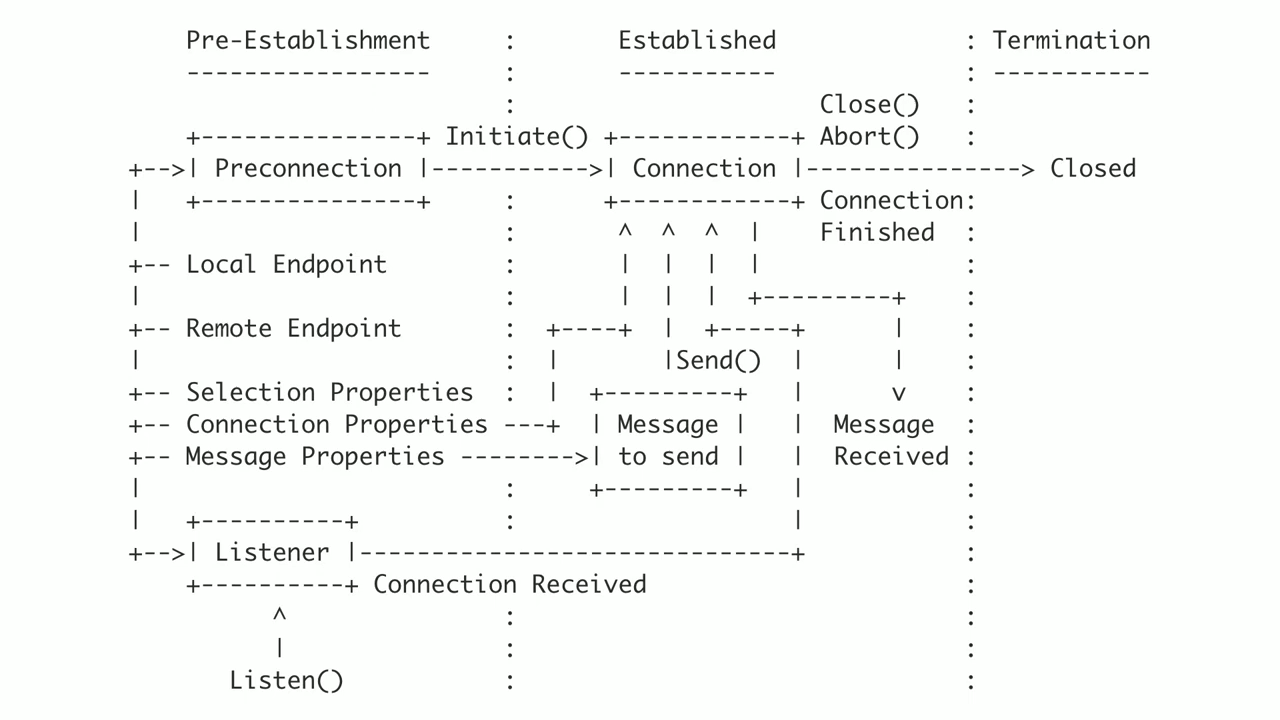 Pre-Establishment     :       Established             : Termination
     -----------------     :       -----------             : -----------
                           :                     Close()   :
     +---------------+ Initiate() +------------+ Abort()   :
 +-->| Preconnection |----------->| Connection |---------------> Closed
 |   +---------------+     :      +------------+ Connection:
 |                         :       ^  ^  ^  |    Finished  :
 +-- Local Endpoint        :       |  |  |  |              :
 |                         :       |  |  |  +---------+    :
 +-- Remote Endpoint       :  +----+  |  +-----+      |    :
 |                         :  |       |Send()  |      |    :
 +-- Selection Properties  :  |  +---------+   |      v    :
 +-- Connection Properties ---+  | Message |   |  Message  :
 +-- Message Properties -------->| to send |   |  Received :
 |                         :     +---------+   |           :
 |   +----------+          :                   |           :
 +-->| Listener |------------------------------+           :
     +----------+ Connection Received                      :
           ^               :                               :
           |               :                               :
        Listen()           :                               :